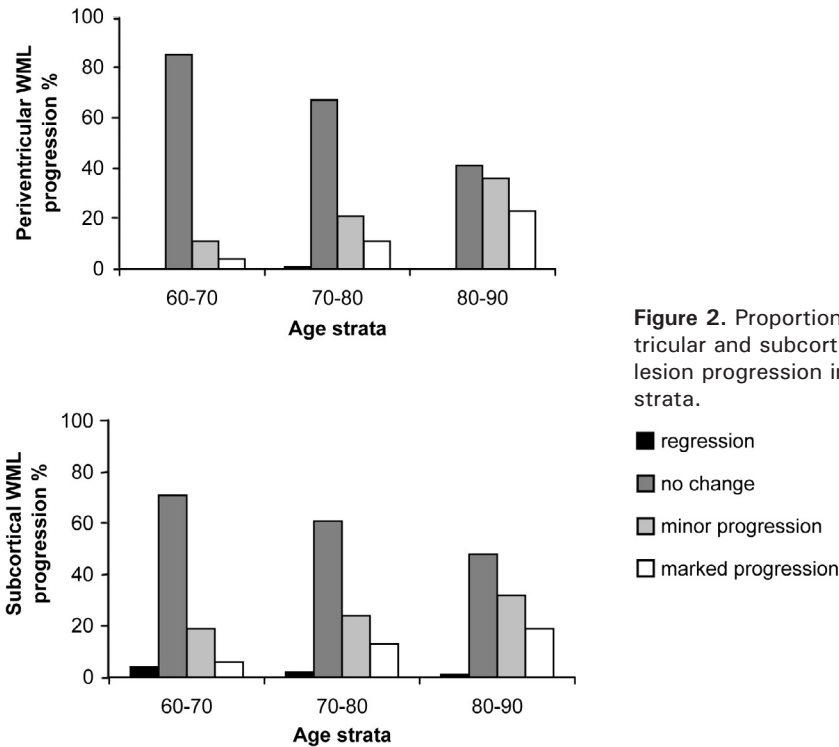 100
80
60
40
20
0
Periventricular WML
progression %
60-70 70-80 80-90
Age strata
Figure 2. Proportion
tricular and subcort
lesion progression i
strata.
regression
no change
minor progression
marked progression
100
80
60
40
20
0
Subcortical WML
progression %
60-70 70-80 80-90
Age strata